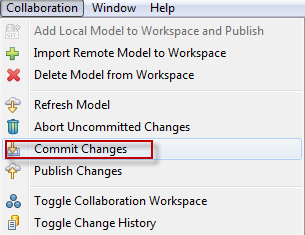 Collaboration Window Help
Add Local Model to Workspace and Publish
Import Remote Model to Workspace
Delete Model from Workspace
Refresh Model
Abort Uncommitted Changes
Commit Changes
Publish Changes
Toggle Collaboration Workspace
Toggle Change History